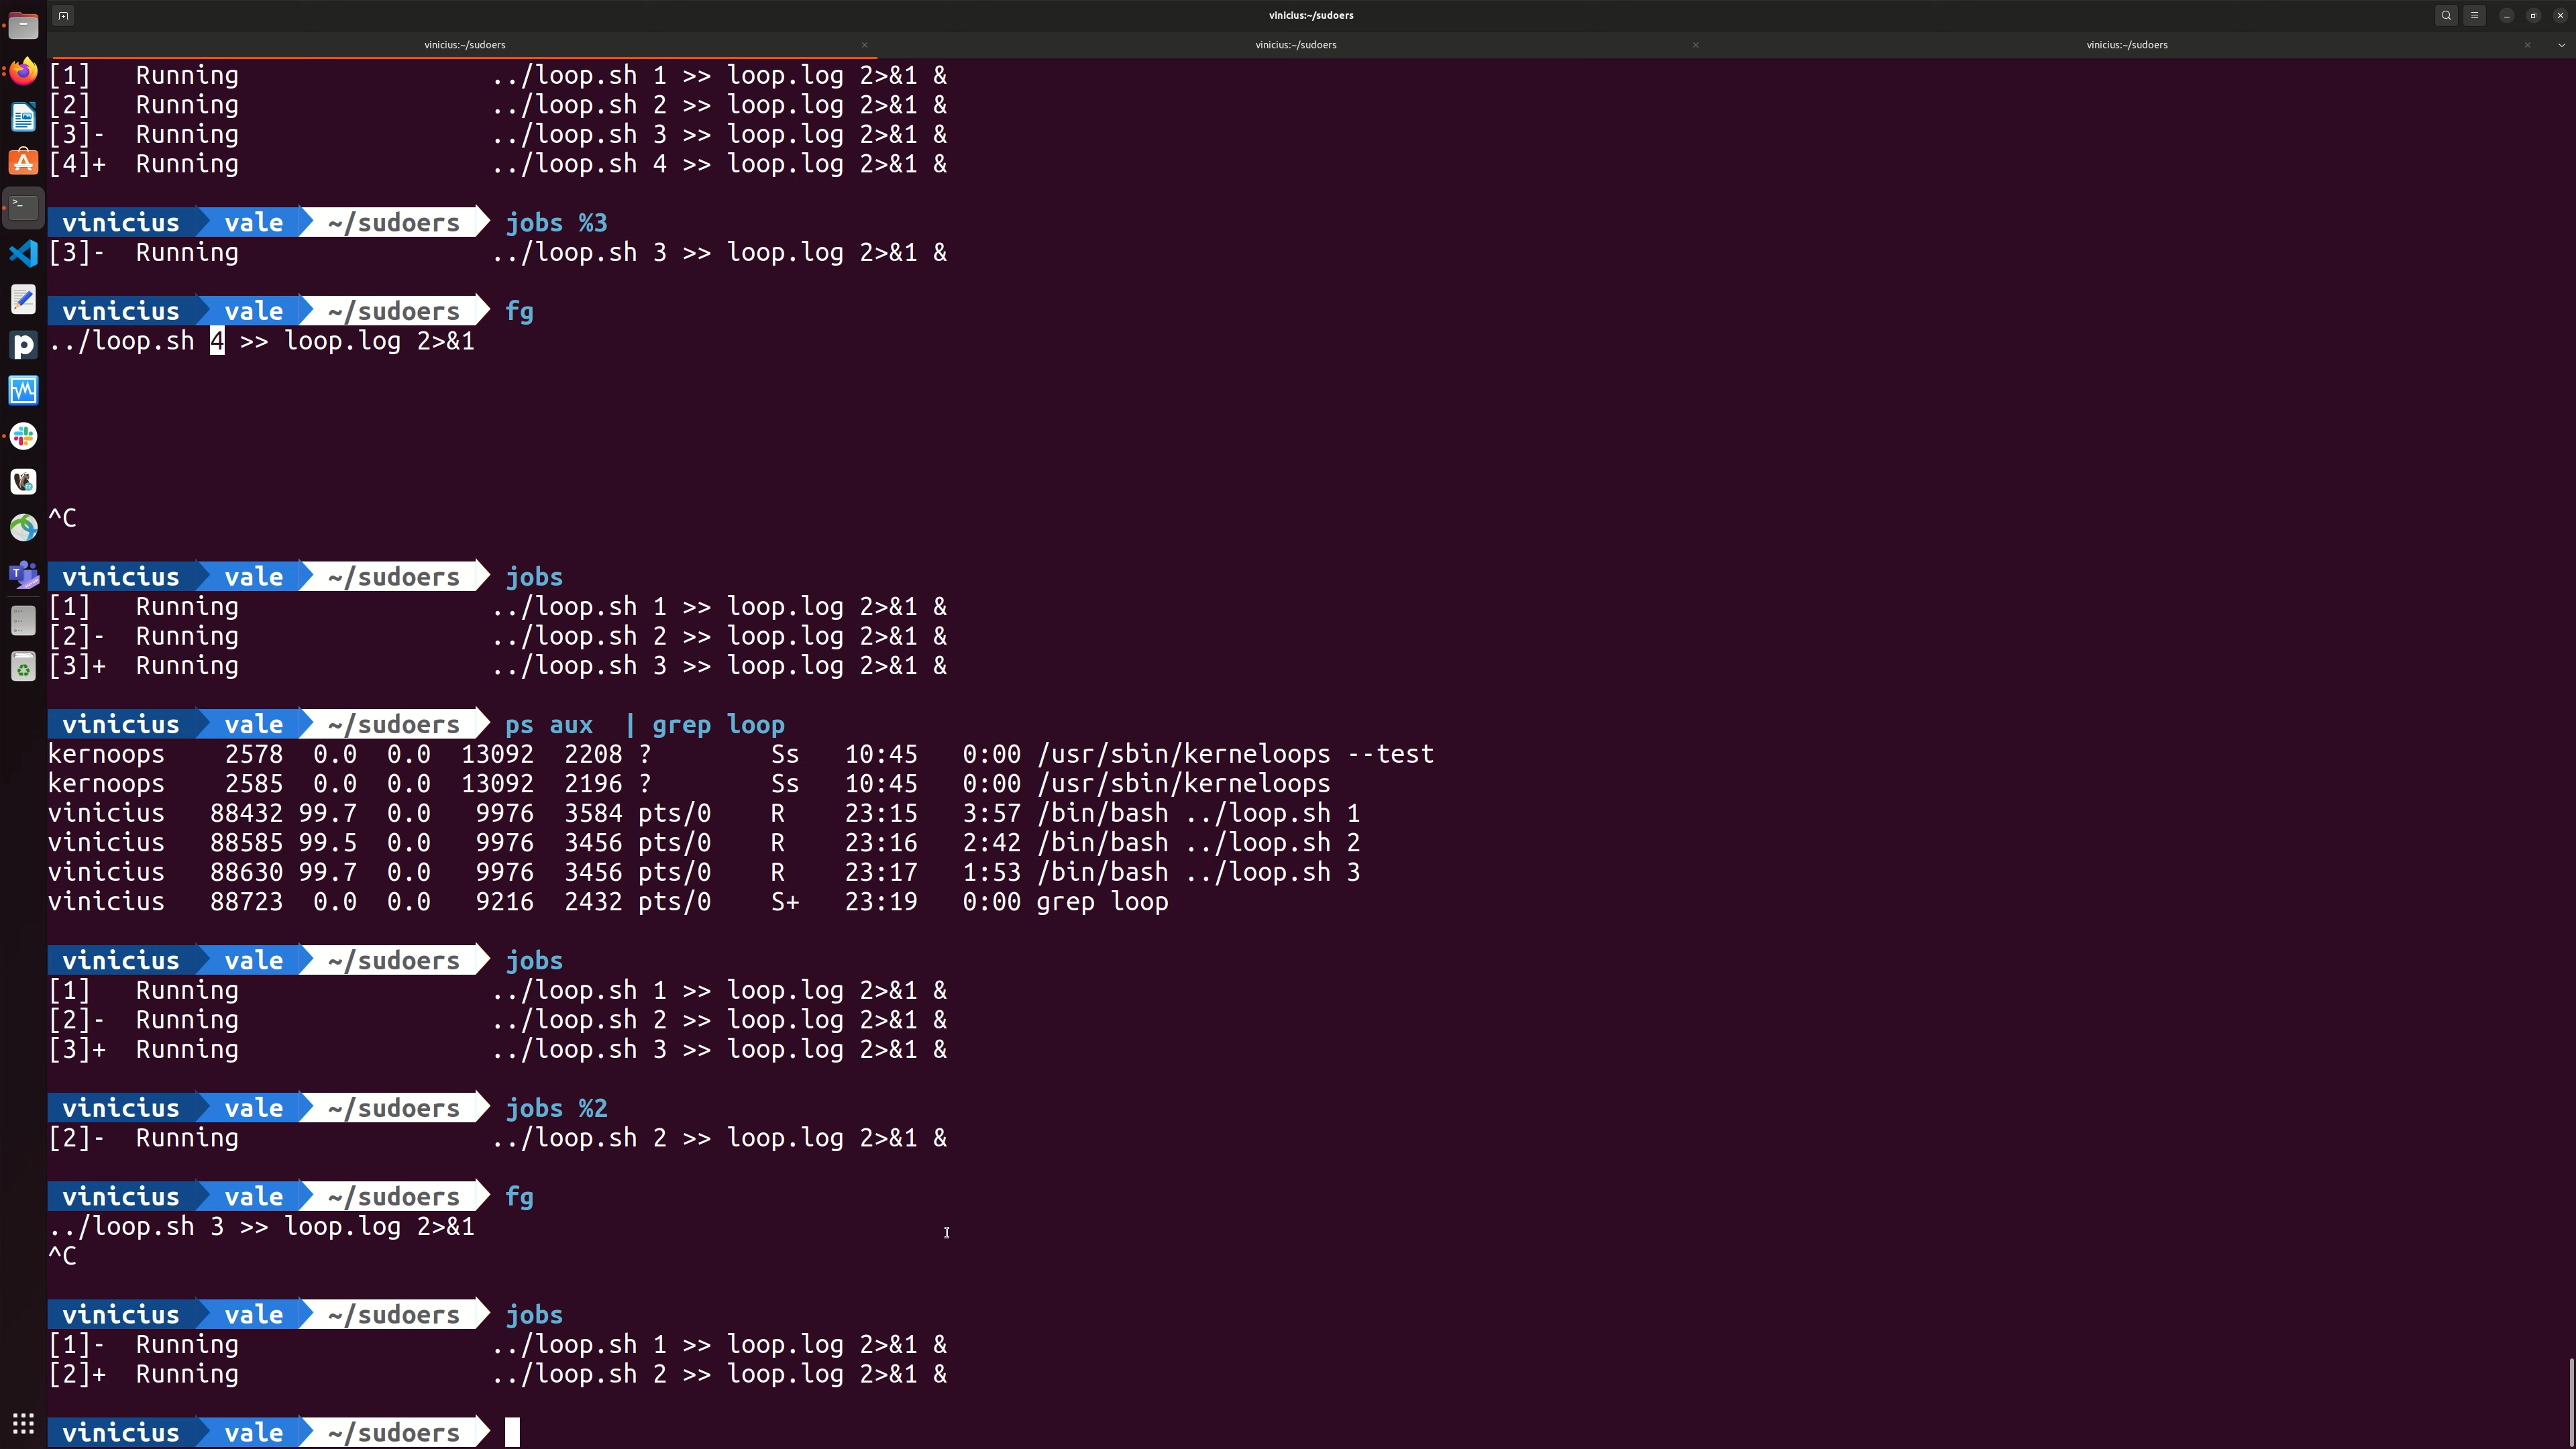 vinicius:~/sudoers
vinicius:~/sudoers vinicius:~/sudoers vinicius:~/sudoers
[1]   Running                 ../loop.sh 1 >> loop.log 2>&1 &
[2]   Running                 ../loop.sh 2 >> loop.log 2>&1 &
[3]-  Running                 ../loop.sh 3 >> loop.log 2>&1 &
[4]+  Running                 ../loop.sh 4 >> loop.log 2>&1 &
vinicius vale ~/sudoers jobs %3
[3]-  Running                 ../loop.sh 3 >> loop.log 2>&1 &
vinicius vale ~/sudoers fg
../loop.sh 4 >> loop.log 2>&1
^C
vinicius vale ~/sudoers jobs
[1]   Running                 ../loop.sh 1 >> loop.log 2>&1 &
[2]-  Running                 ../loop.sh 2 >> loop.log 2>&1 &
[3]+  Running                 ../loop.sh 3 >> loop.log 2>&1 &
vinicius vale ~/sudoers ps aux  | grep loop
kernoops    2578  0.0  0.0  13092  2208 ?        Ss   10:45   0:00 /usr/sbin/kerneloops --test
kernoops    2585  0.0  0.0  13092  2196 ?        Ss   10:45   0:00 /usr/sbin/kerneloops
vinicius   88432 99.7  0.0   9976  3584 pts/0    R    23:15   3:57 /bin/bash ../loop.sh 1
vinicius   88585 99.5  0.0   9976  3456 pts/0    R    23:16   2:42 /bin/bash ../loop.sh 2
vinicius   88630 99.7  0.0   9976  3456 pts/0    R    23:17   1:53 /bin/bash ../loop.sh 3
vinicius   88723  0.0  0.0   9216  2432 pts/0    S+   23:19   0:00 grep loop
vinicius vale ~/sudoers jobs
[1]   Running                 ../loop.sh 1 >> loop.log 2>&1 &
[2]-  Running                 ../loop.sh 2 >> loop.log 2>&1 &
[3]+  Running                 ../loop.sh 3 >> loop.log 2>&1 &
vinicius vale ~/sudoers jobs %2
[2]-  Running                 ../loop.sh 2 >> loop.log 2>&1 &
vinicius vale ~/sudoers fg
../loop.sh 3 >> loop.log 2>&1
^C
vinicius vale ~/sudoers jobs
[1]-  Running                 ../loop.sh 1 >> loop.log 2>&1 &
[2]+  Running                 ../loop.sh 2 >> loop.log 2>&1 &
vinicius vale ~/sudoers